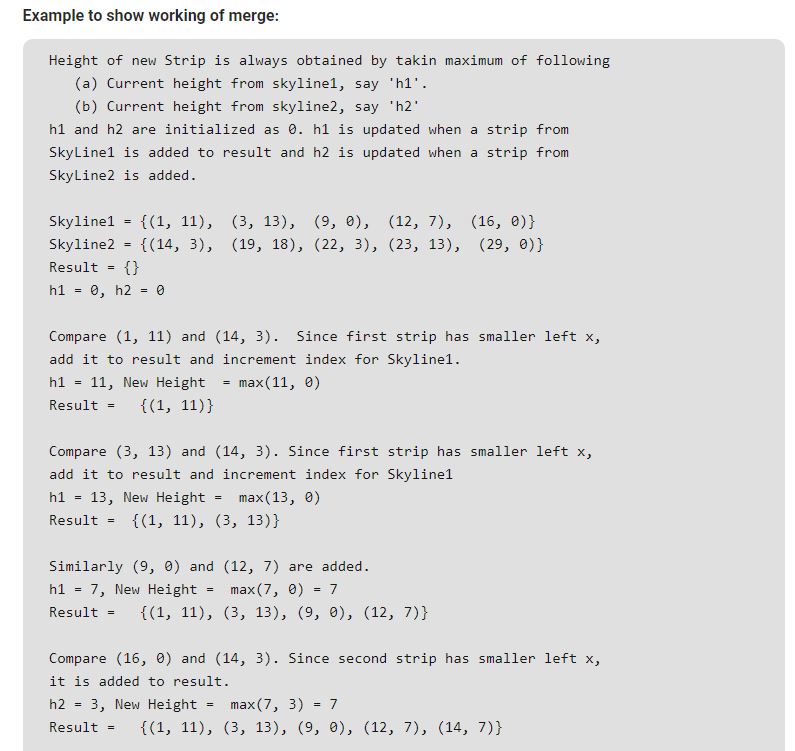 Example to show working of merge:
Height of new Strip is always obtained by takin maximum of following
(a) Current height from skyline1, say 'h1'.
(b) Current height from skyline2, say 'h2'
h1 and h2 are initialized as 0. h1 is updated when a strip from
SkyLine1 is added to result and h2 is updated when a strip from
SkyLine2 is added.
Skyline1 = {(1, 11), (3, 13), (9, 0), (12, 7), (16, 0)}
Skyline2 = {(14, 3), (19, 18), (22, 3), (23, 13), (29, 0)}
Result = {}
h1 = 0, h2 = 0
Compare (1, 11) and (14, 3). Since first strip has smaller left x,
add it to result and increment index for Skyline1.
h1 = 11, New Height = max(11, 0)
Result = {(1, 11)}
Compare (3, 13) and (14, 3). Since first strip has smaller left x,
add it to result and increment index for Skyline1
h1 = 13, New Height = max(13, 0)
Result = {(1, 11), (3, 13)}
Similarly (9, 0) and (12, 7) are added.
h1 = 7, New Height = max(7, 0) = 7
Result = {(1, 11), (3, 13), (9, 0), (12, 7)}
Compare (16, 0) and (14, 3). Since second strip has smaller left x,
it is added to result.
h2 = 3, New Height = max(7, 3) = 7
Result = {(1, 11), (3, 13), (9, 0), (12, 7), (14, 7)}